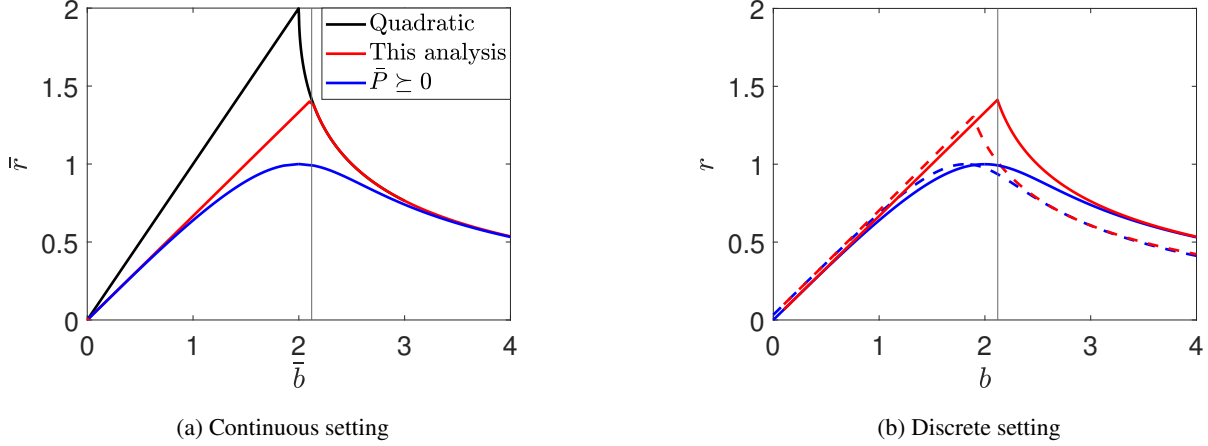 2
1.5
1
0.5
0
r̄
0
1
2
3
4
b̄
Quadratic
This analysis
P̄ ⪰ 0
(a) Continuous setting
2
1.5
1
0.5
0
r
0
1
2
3
4
b
(b) Discrete setting